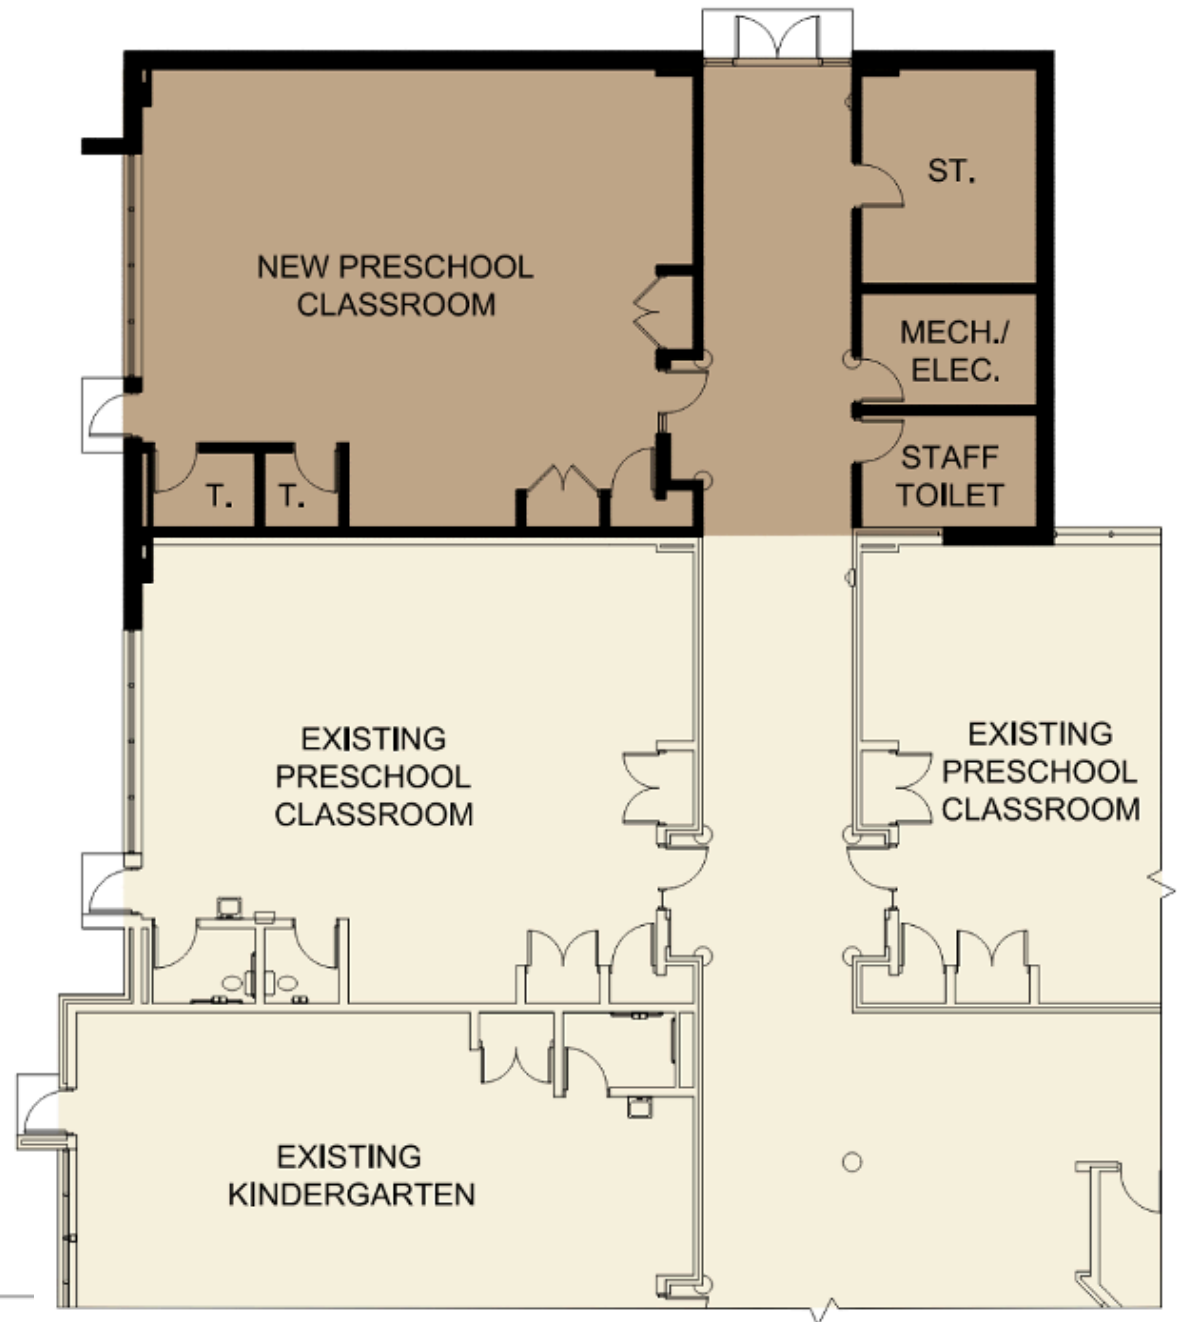 ST.
NEW PRESCHOOL
CLASSROOM
MECH./
ELEC.
STAFF
TOILET
T.
T.
EXISTING
PRESCHOOL
CLASSROOM
EXISTING
PRESCHOOL
CLASSROOM
EXISTING
KINDERGARTEN